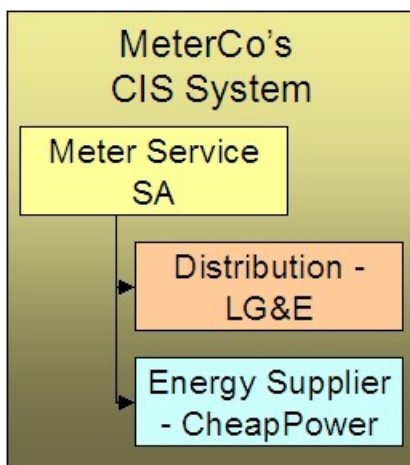 MeterCo's
CIS System
Meter Service
SA
Distribution -
LG&E
Energy Supplier
- CheapPower